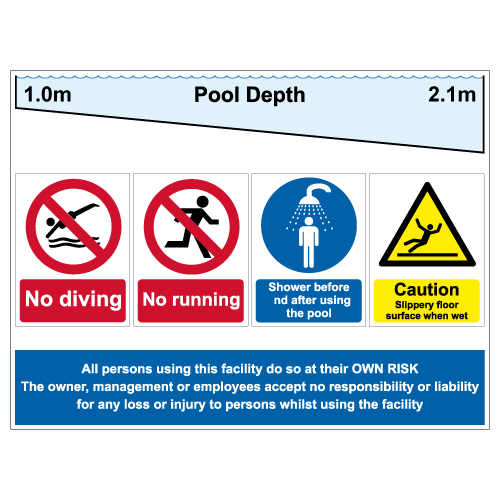 1.0m Pool Depth 2.1m
No diving
No running
Shower before
nd after using
the pool
Caution
Slippery floor
surface when wet
All persons using this facility do so at their OWN RISK
The owner, management or employees accept no responsibility or liability
for any loss or injury to persons whilst using the facility